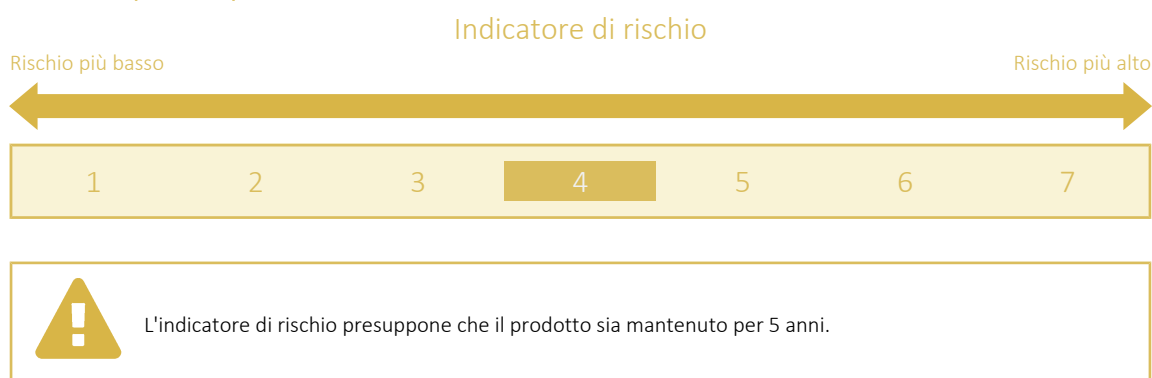 Indicatore di rischio
Rischio più basso Rischio più alto
1 2 3 4 5 6 7
L'indicatore di rischio presuppone che il prodotto sia mantenuto per 5 anni.